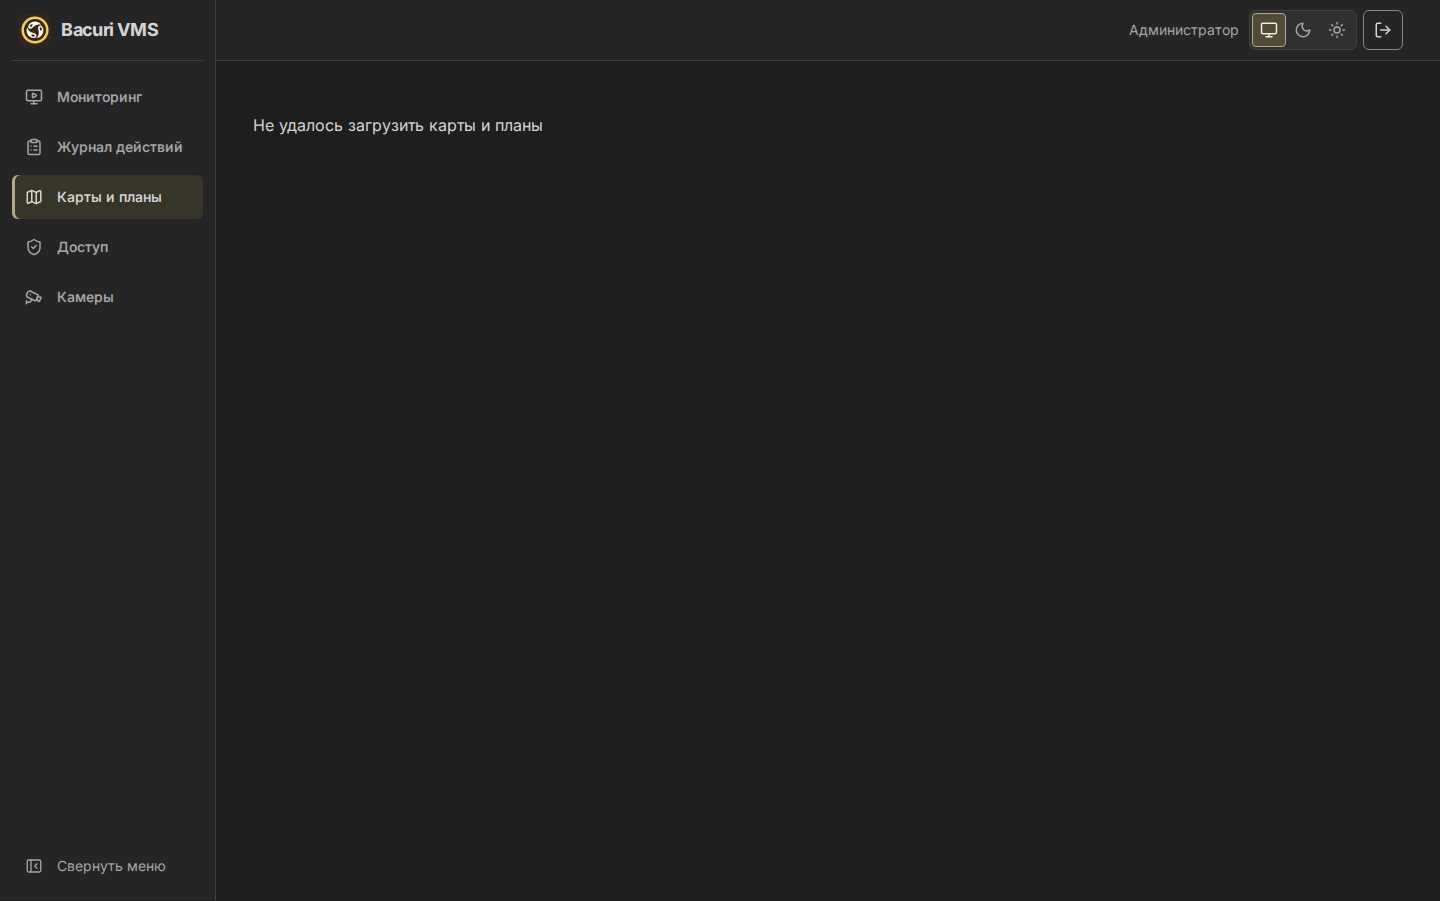 Bacuri VMS
Администратор
Мониторинг
Журнал действий
Карты и планы
Доступ
Камеры
Не удалось загрузить карты и планы
Свернуть меню